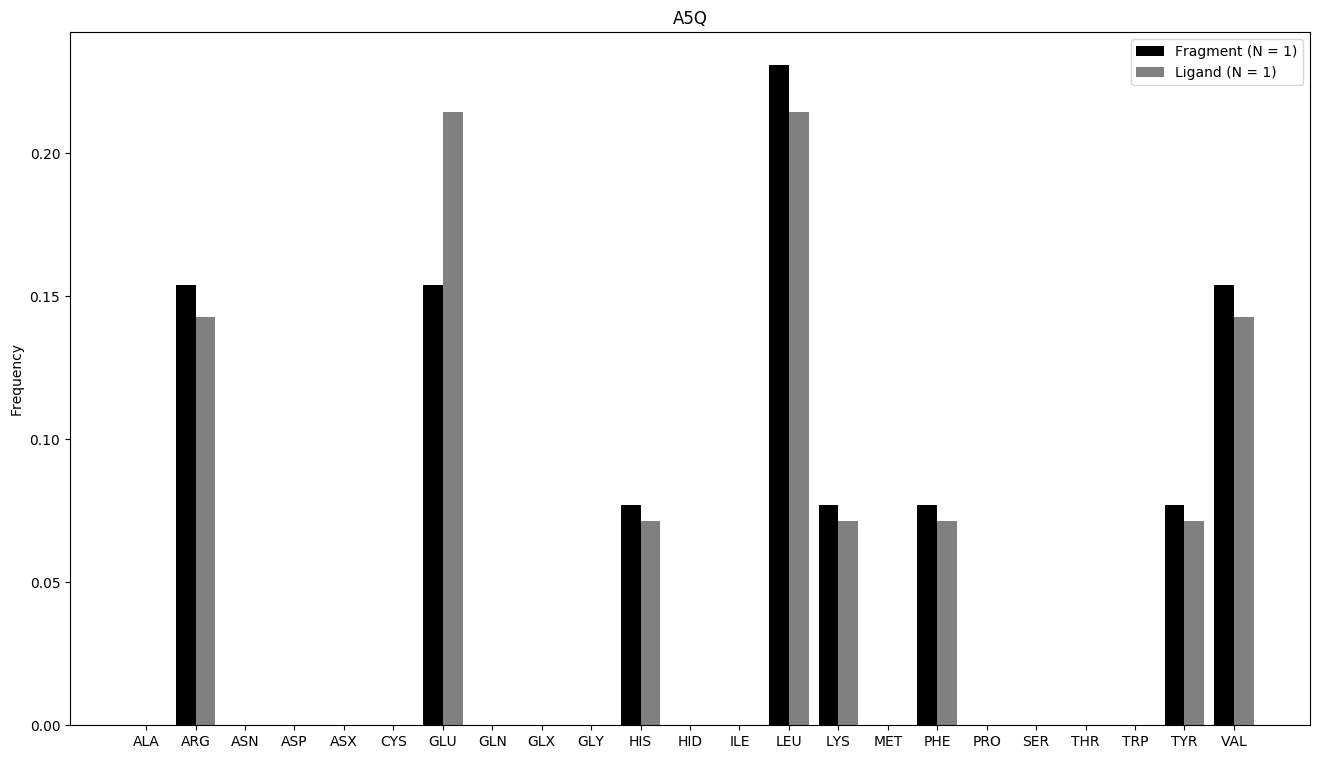 A5Q
Fragment (N = 1)
Ligand (N = 1)
Frequency
0.20
0.15
0.10
0.05
0.00
ALA ARG ASN ASP ASX CYS GLU GLN GLX GLY HIS HID ILE LEU LYS MET PHE PRO SER THR TRP TYR VAL